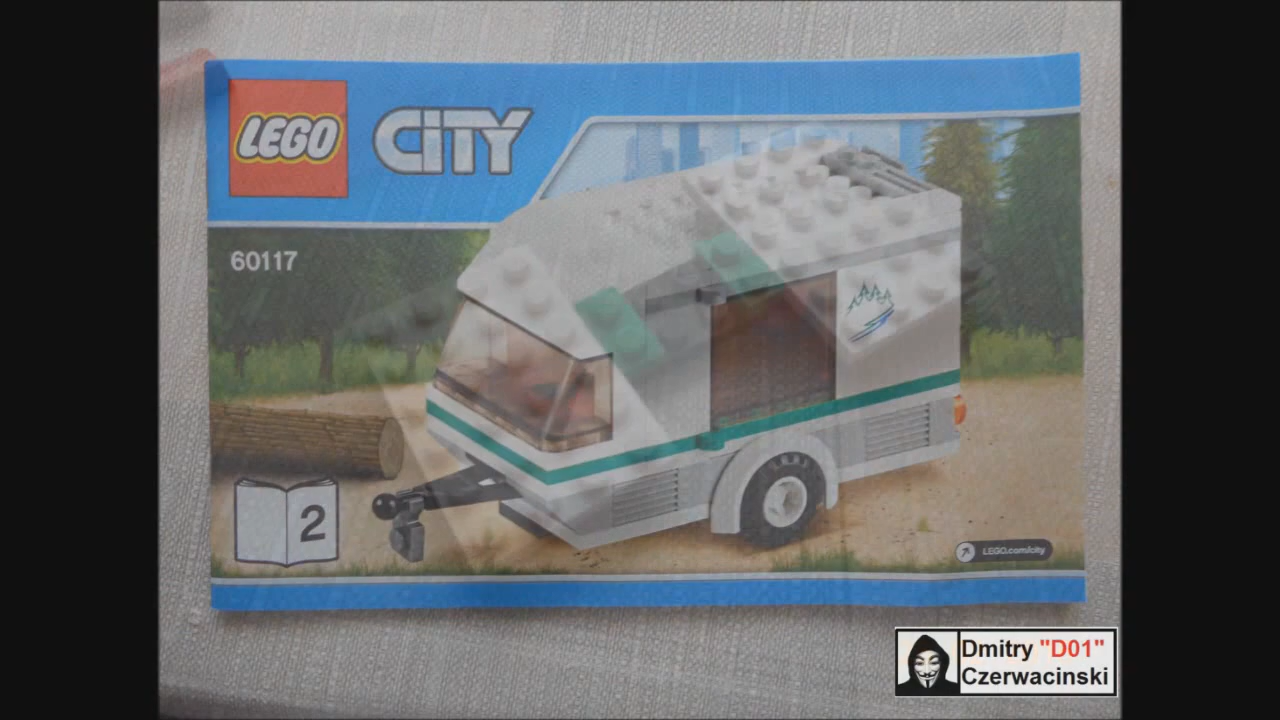 LEGO CITY
60117
2
LEGO.com/city
Dmitry "D01"
Czerwacinski